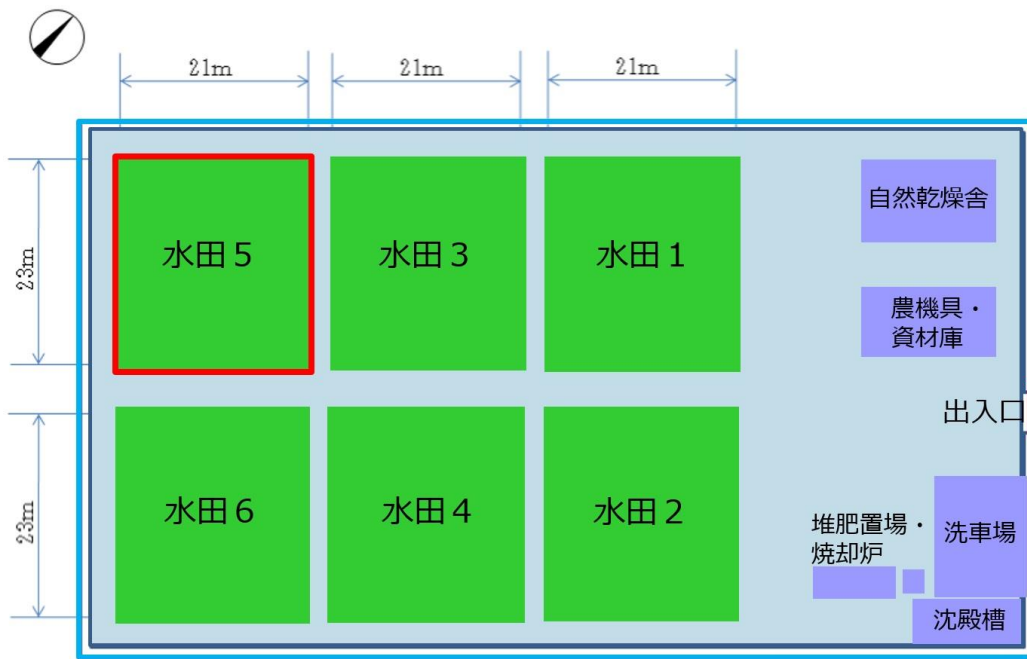 21m
21m
21m
23m
水田５
水田３
水田１
自然乾燥舎
農機具・
資材庫
出入口
23m
水田６
水田４
水田２
堆肥置場・
焼却炉
洗車場
沈殿槽